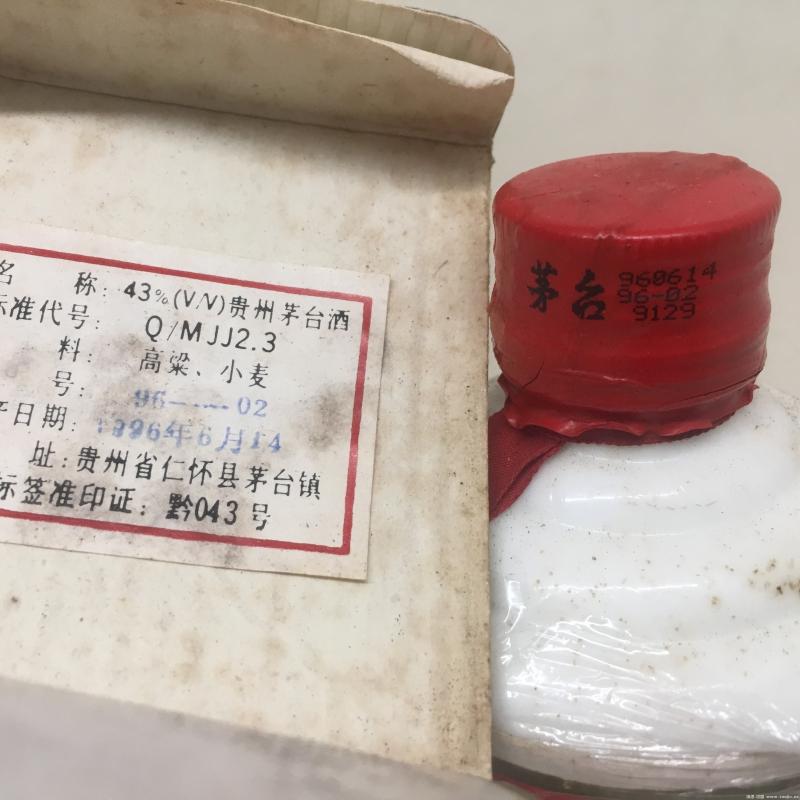 名 称: 43%(V/V)贵州茅台酒
标准代号: Q/MJJ2.3
料: 高粱、小麦
号: 96-----02
产日期: 1996年6月14
址: 贵州省仁怀县茅台镇
标签准印证: 黔043号
茅台
960614
96-02
9129